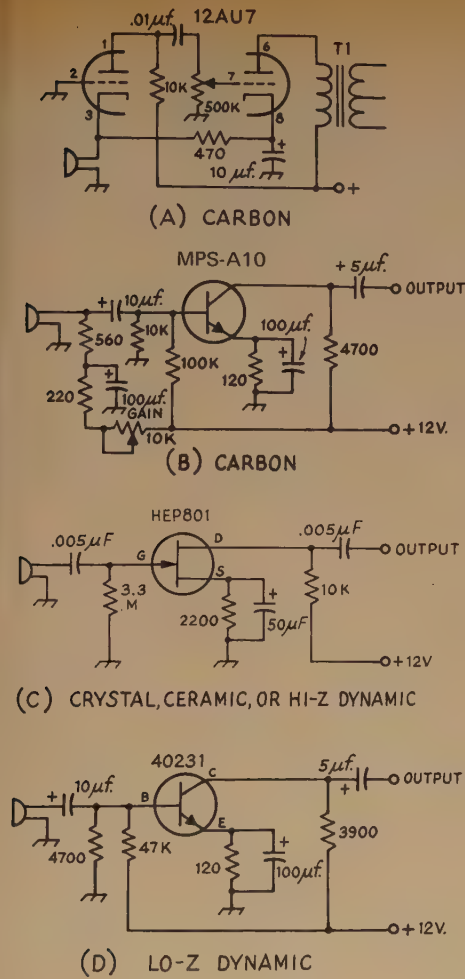 12AU7
.01 µf.
1
6
2
7
10K
500K
3
8
470
+
10 µf.
T1
+
(A) CARBON
MPS-A10
+ 5µf.
OUTPUT
+ 10µf.
100µf.
+
560
10K
100K
120
4700
220
+
100µf.
GAIN
10K
+12V.
(B) CARBON
HEP801
.005µF
.005µF
D
OUTPUT
G
S
3.3
M
2200
+
50µF
10K
+12V
(C) CRYSTAL, CERAMIC, OR HI-Z DYNAMIC
40231
5µf.
C
OUTPUT
+ 10µf.
+
B
E
+
4700
47K
120
100µf.
3900
+12V.
(D) LO-Z DYNAMIC